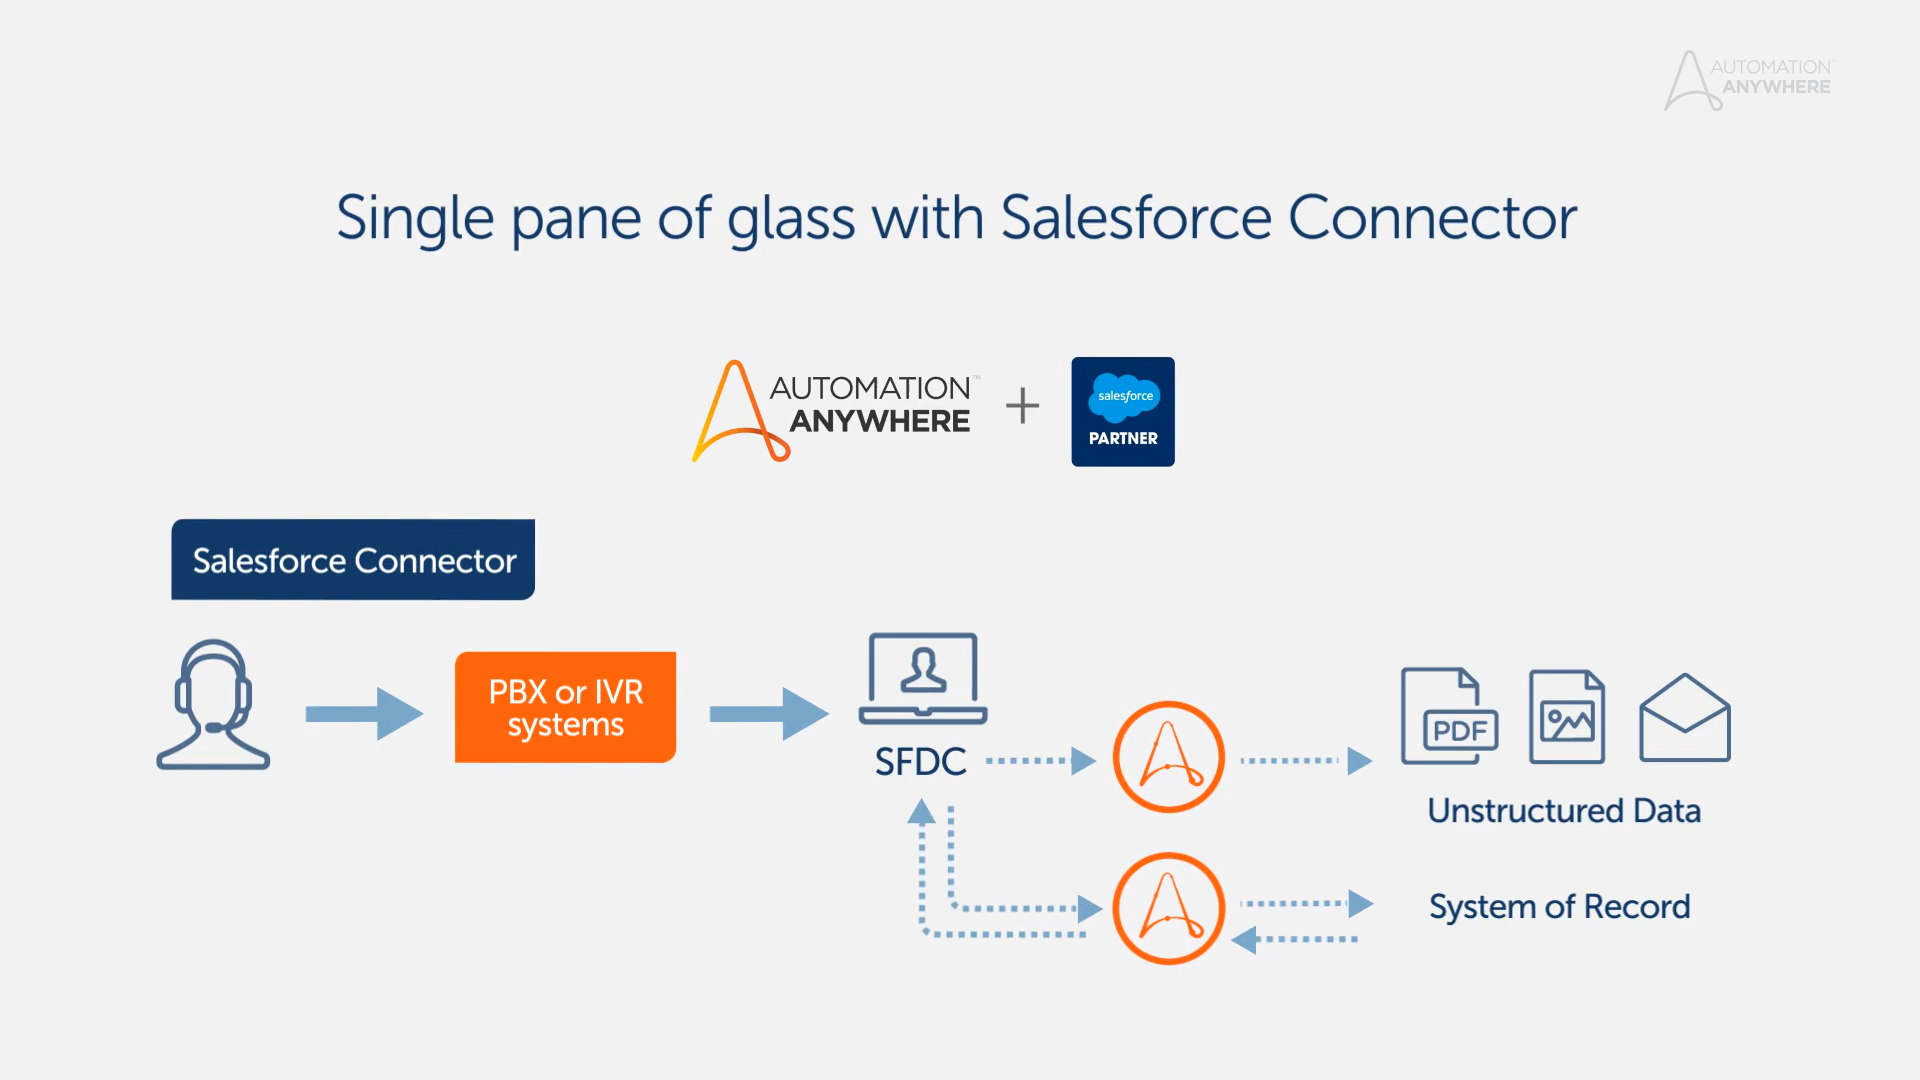 AUTOMATION
ANYWHERE
Single pane of glass with Salesforce Connector
AUTOMATION™
ANYWHERE
+
salesforce
PARTNER
Salesforce Connector
PBX or IVR
systems
SFDC
PDF
Unstructured Data
System of Record